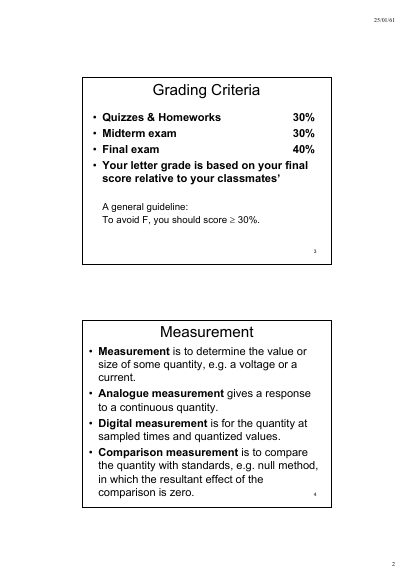 25/01/61
Grading Criteria
• Quizzes & Homeworks 30%
• Midterm exam 30%
• Final exam 40%
• Your letter grade is based on your final
score relative to your classmates’
A general guideline:
To avoid F, you should score ≥ 30%.
3
Measurement
• Measurement is to determine the value or
size of some quantity, e.g. a voltage or a
current.
• Analogue measurement gives a response
to a continuous quantity.
• Digital measurement is for the quantity at
sampled times and quantized values.
• Comparison measurement is to compare
the quantity with standards, e.g. null method,
in which the resultant effect of the
comparison is zero.
4
2